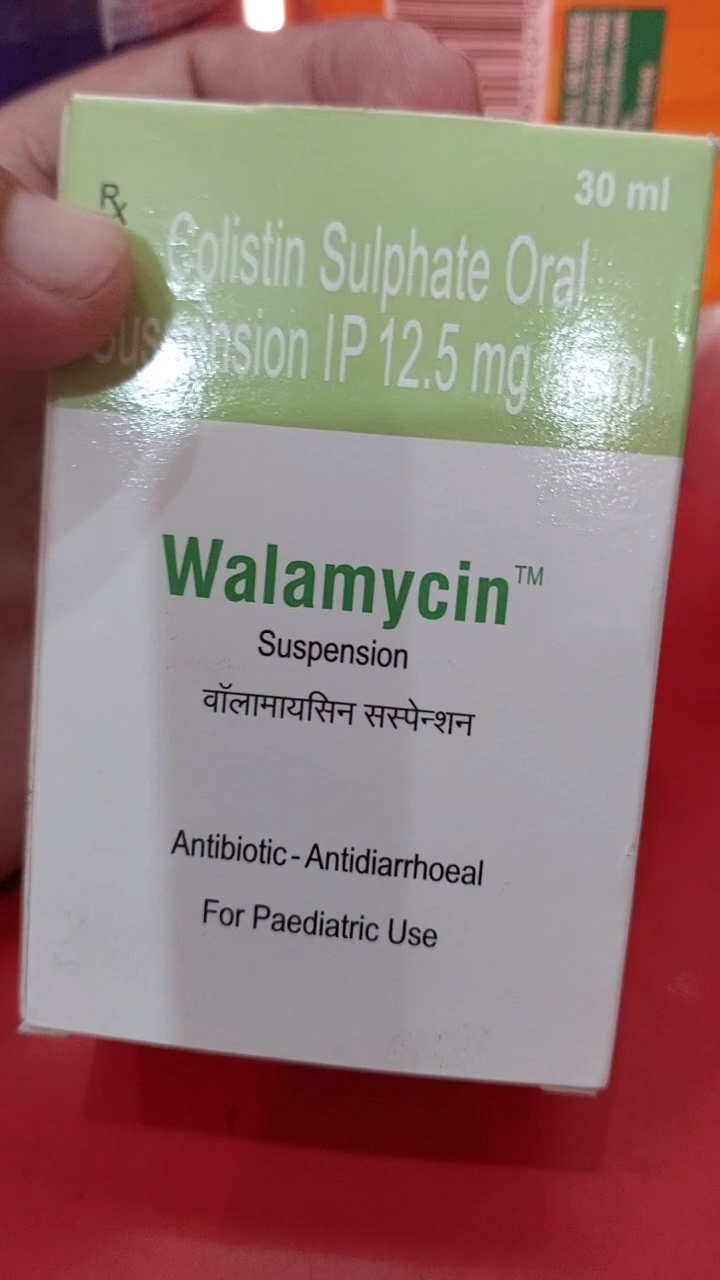 30 ml
Rx
Colistin Sulphate Oral
Suspension IP 12.5 mg ml
Walamycin™
Suspension
वॉलामायसिन सस्पेन्शन
Antibiotic - Antidiarrhoeal
For Paediatric Use